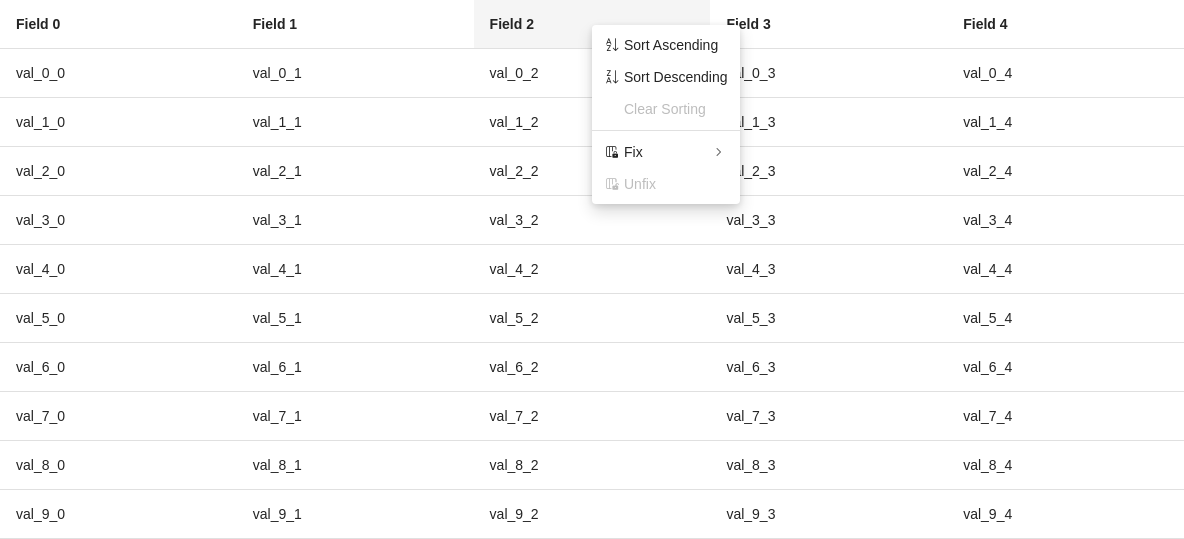 Field 0 Field 1 Field 2 Field 3 Field 4
Sort Ascending
Sort Descending
Clear Sorting
Fix
Unfix
val_0_0 val_0_1 val_0_2 al_0_3 val_0_4
val_1_0 val_1_1 val_1_2 al_1_3 val_1_4
val_2_0 val_2_1 val_2_2 al_2_3 val_2_4
val_3_0 val_3_1 val_3_2 val_3_3 val_3_4
val_4_0 val_4_1 val_4_2 val_4_3 val_4_4
val_5_0 val_5_1 val_5_2 val_5_3 val_5_4
val_6_0 val_6_1 val_6_2 val_6_3 val_6_4
val_7_0 val_7_1 val_7_2 val_7_3 val_7_4
val_8_0 val_8_1 val_8_2 val_8_3 val_8_4
val_9_0 val_9_1 val_9_2 val_9_3 val_9_4